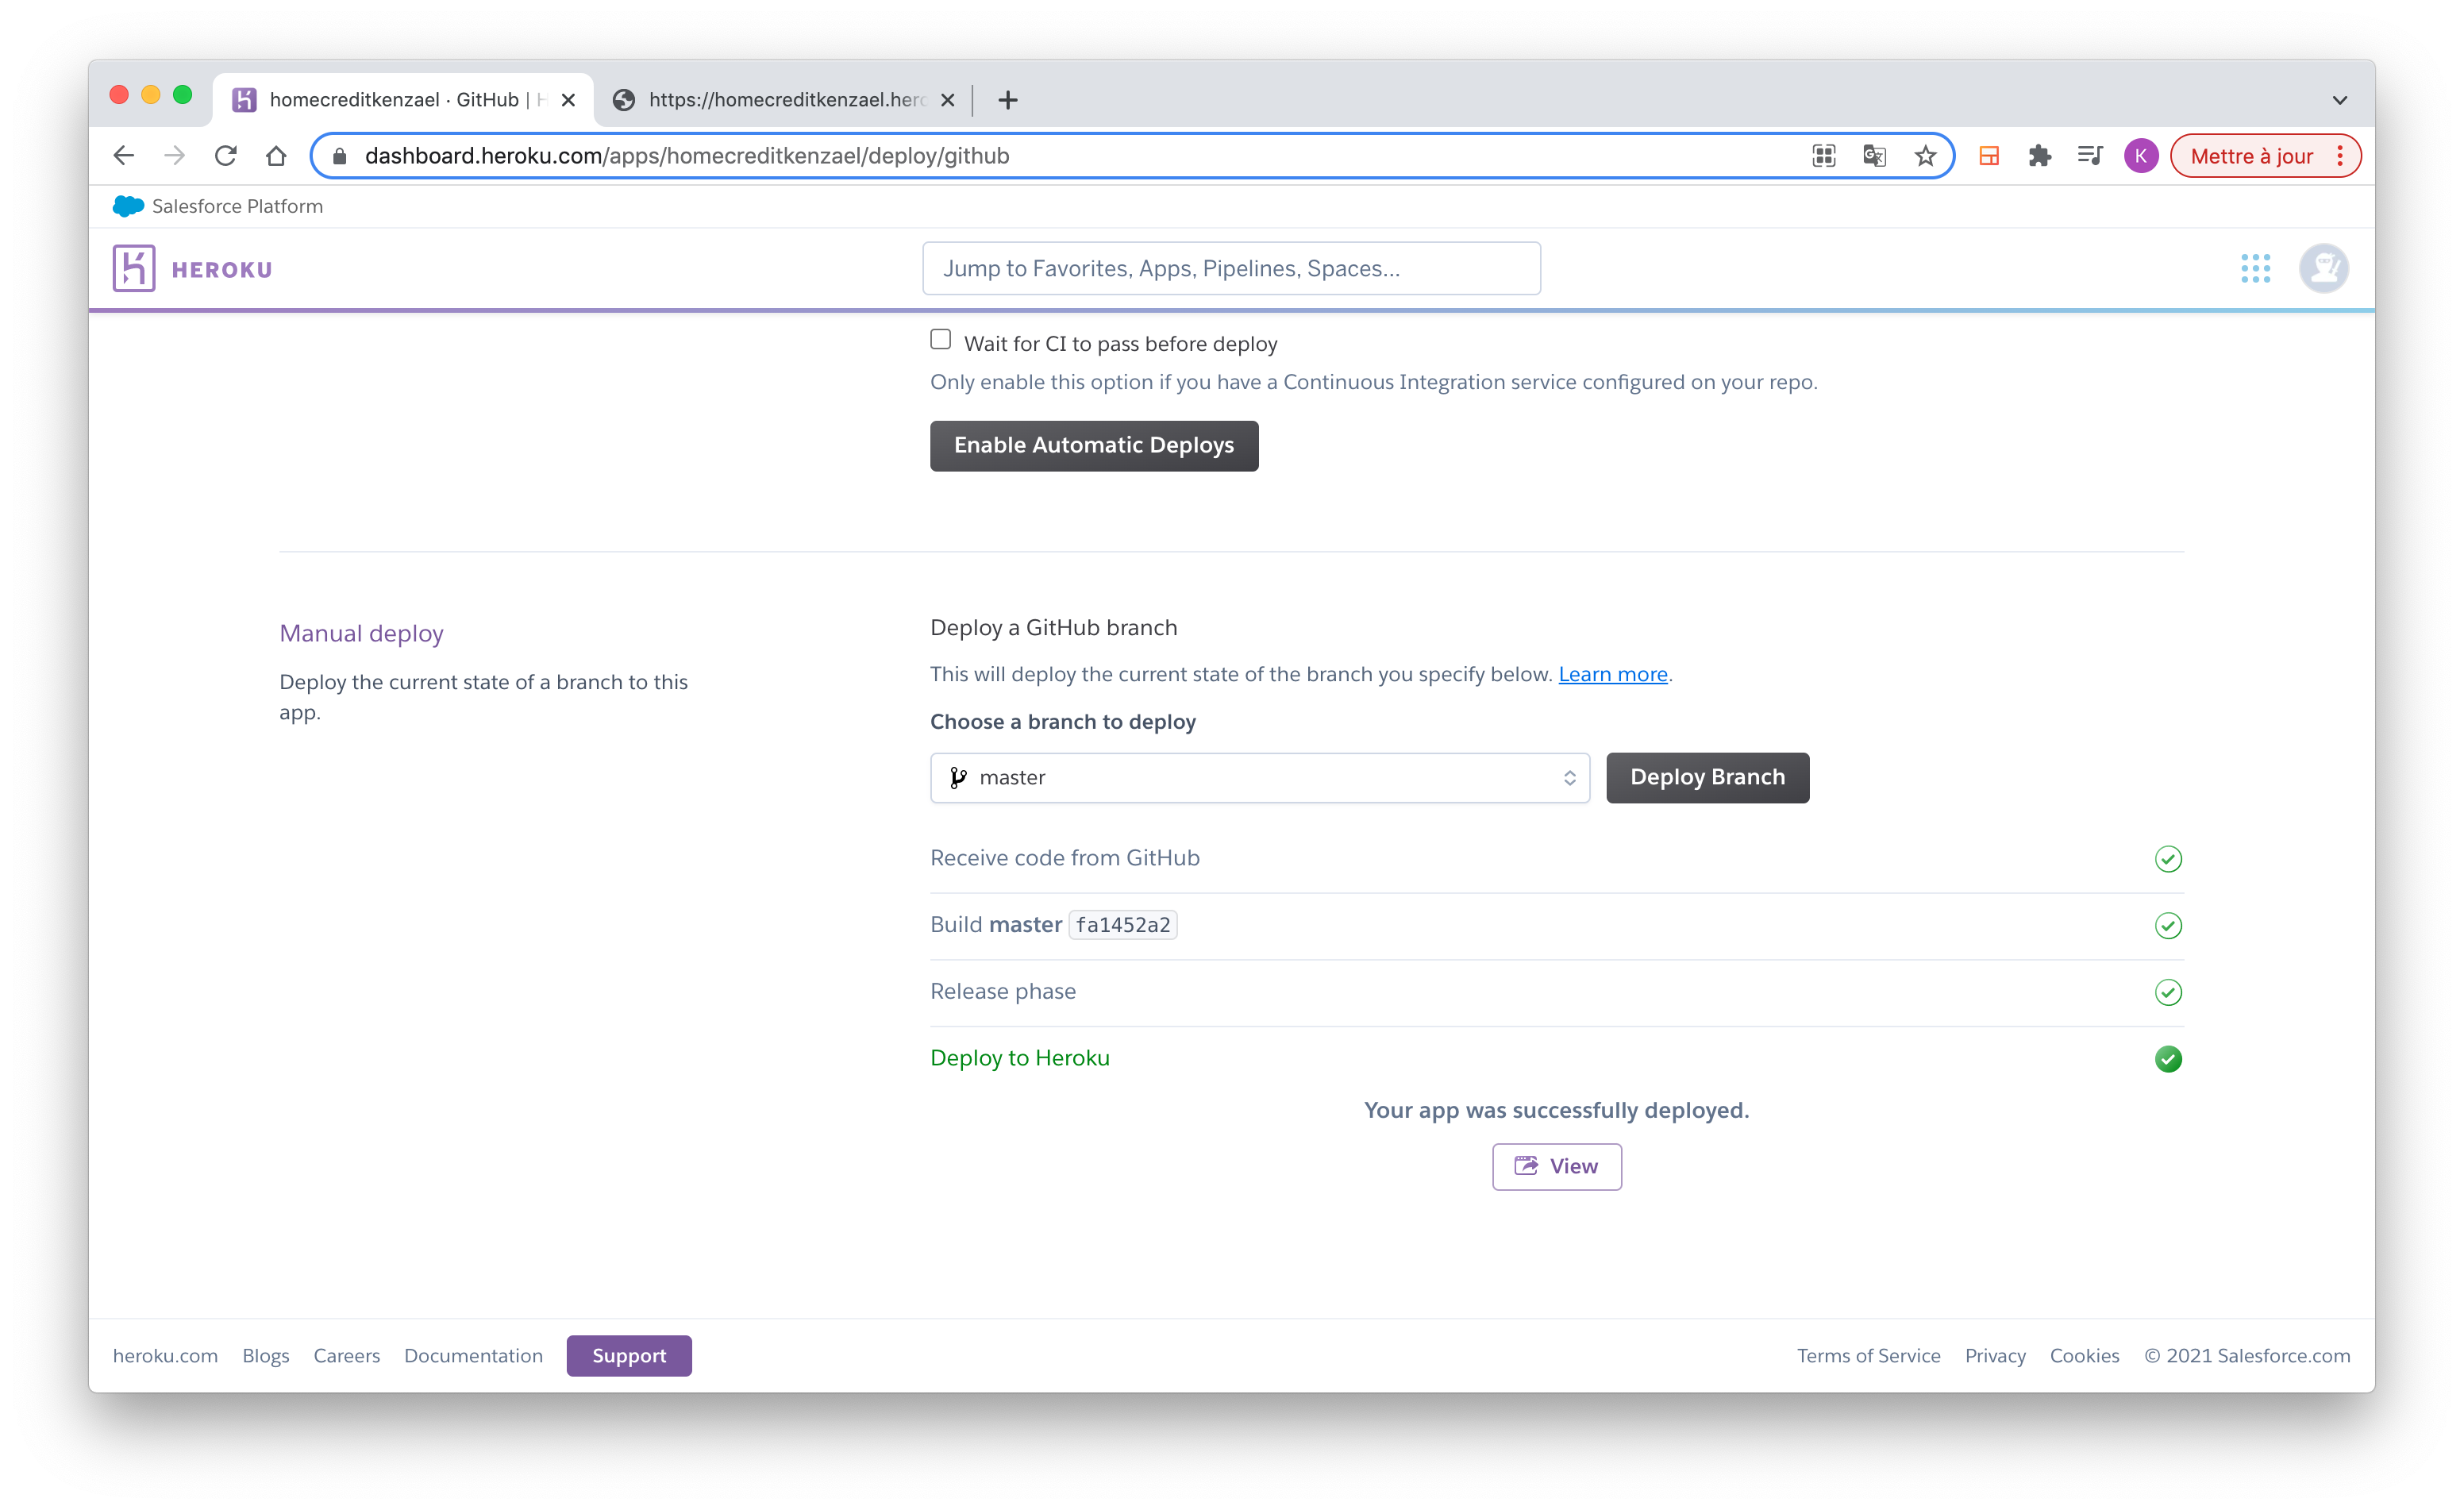 homecreditkenzael · GitHub |
https://homecreditkenzael.herc
dashboard.heroku.com/apps/homecreditkenzael/deploy/github
K
Mettre à jour
Salesforce Platform
HEROKU
Jump to Favorites, Apps, Pipelines, Spaces...
Wait for CI to pass before deploy
Only enable this option if you have a Continuous Integration service configured on your repo.
Enable Automatic Deploys
Manual deploy
Deploy the current state of a branch to this
app.
Deploy a GitHub branch
This will deploy the current state of the branch you specify below. Learn more.
Choose a branch to deploy
master
Deploy Branch
Receive code from GitHub
Build master fa1452a2
Release phase
Deploy to Heroku
Your app was successfully deployed.
View
heroku.com Blogs Careers Documentation Support
Terms of Service Privacy Cookies © 2021 Salesforce.com